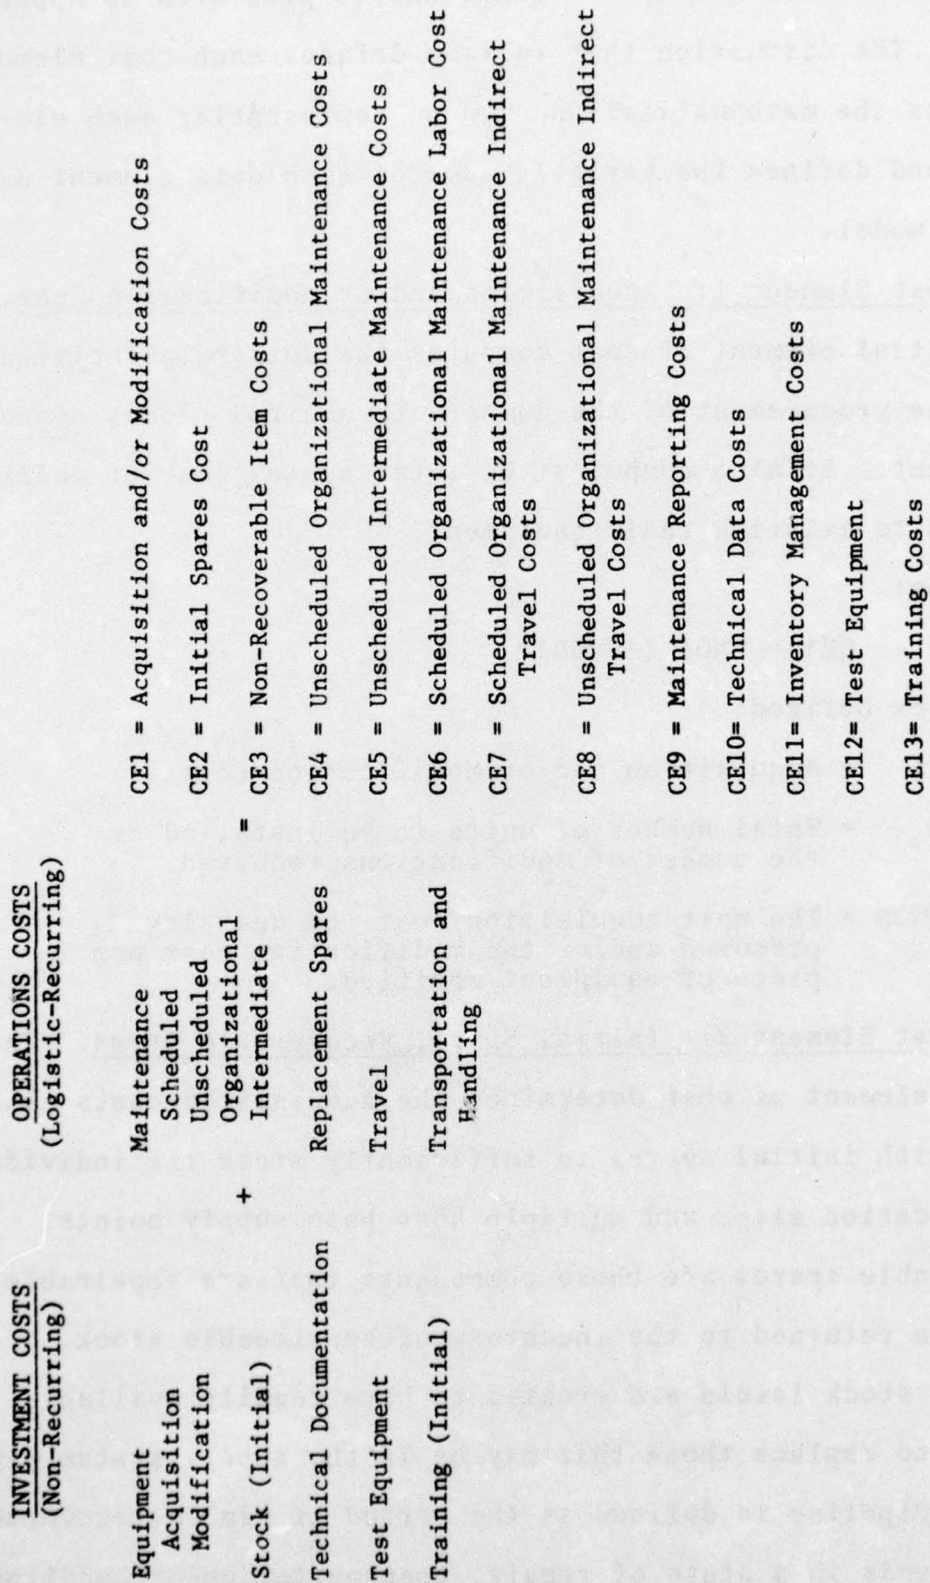 INVESTMENT COSTS
(Non-Recurring)
Equipment
Acquisition
Modification
Stock (Initial)
Technical Documentation
Test Equipment
Training (Initial)
+
OPERATIONS COSTS
(Logistic-Recurring)
Maintenance
Scheduled
Unscheduled
Organizational
Intermediate
Replacement Spares
Travel
Transportation and
Handling
=
CE1 = Acquisition and/or Modification Costs
CE2 = Initial Spares Cost
CE3 = Non-Recoverable Item Costs
CE4 = Unscheduled Organizational Maintenance Costs
CE5 = Unscheduled Intermediate Maintenance Costs
CE6 = Scheduled Organizational Maintenance Labor Cost
CE7 = Scheduled Organizational Maintenance Indirect
Travel Costs
CE8 = Unscheduled Organizational Maintenance Indirect
Travel Costs
CE9 = Maintenance Reporting Costs
CE10= Technical Data Costs
CE11= Inventory Management Costs
CE12= Test Equipment
CE13= Training Costs